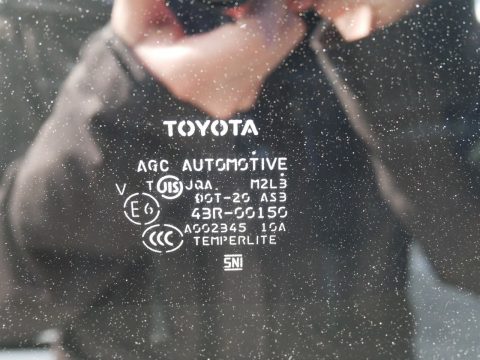 TOYOTA
AGC AUTOMOTIVE
V T JIS JQA M2L3
DOT-20 AS3
E6 43R-00150
CCC A002345 10A
TEMPERLITE
SNI